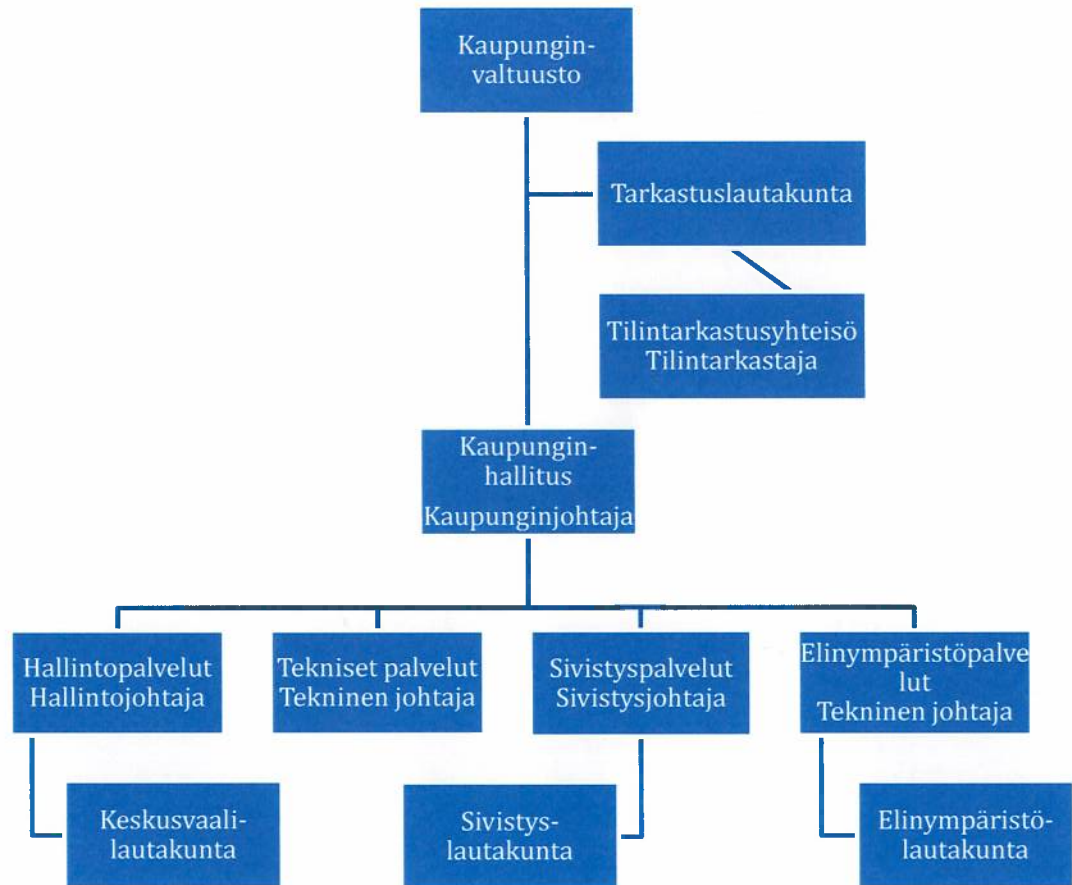 Kaupungin-
valtuusto
Tarkastuslautakunta
Tilintarkastusyhteisö
Tilintarkastaja
Kaupungin-
hallitus
Kaupunginjohtaja
Hallintopalvelut
Hallintojohtaja
Tekniset palvelut
Tekninen johtaja
Sivistyspalvelut
Sivistysjohtaja
Elinympäristöpalve
lut
Tekninen johtaja
Keskusvaali-
lautakunta
Sivistys-
lautakunta
Elinympäristö-
lautakunta